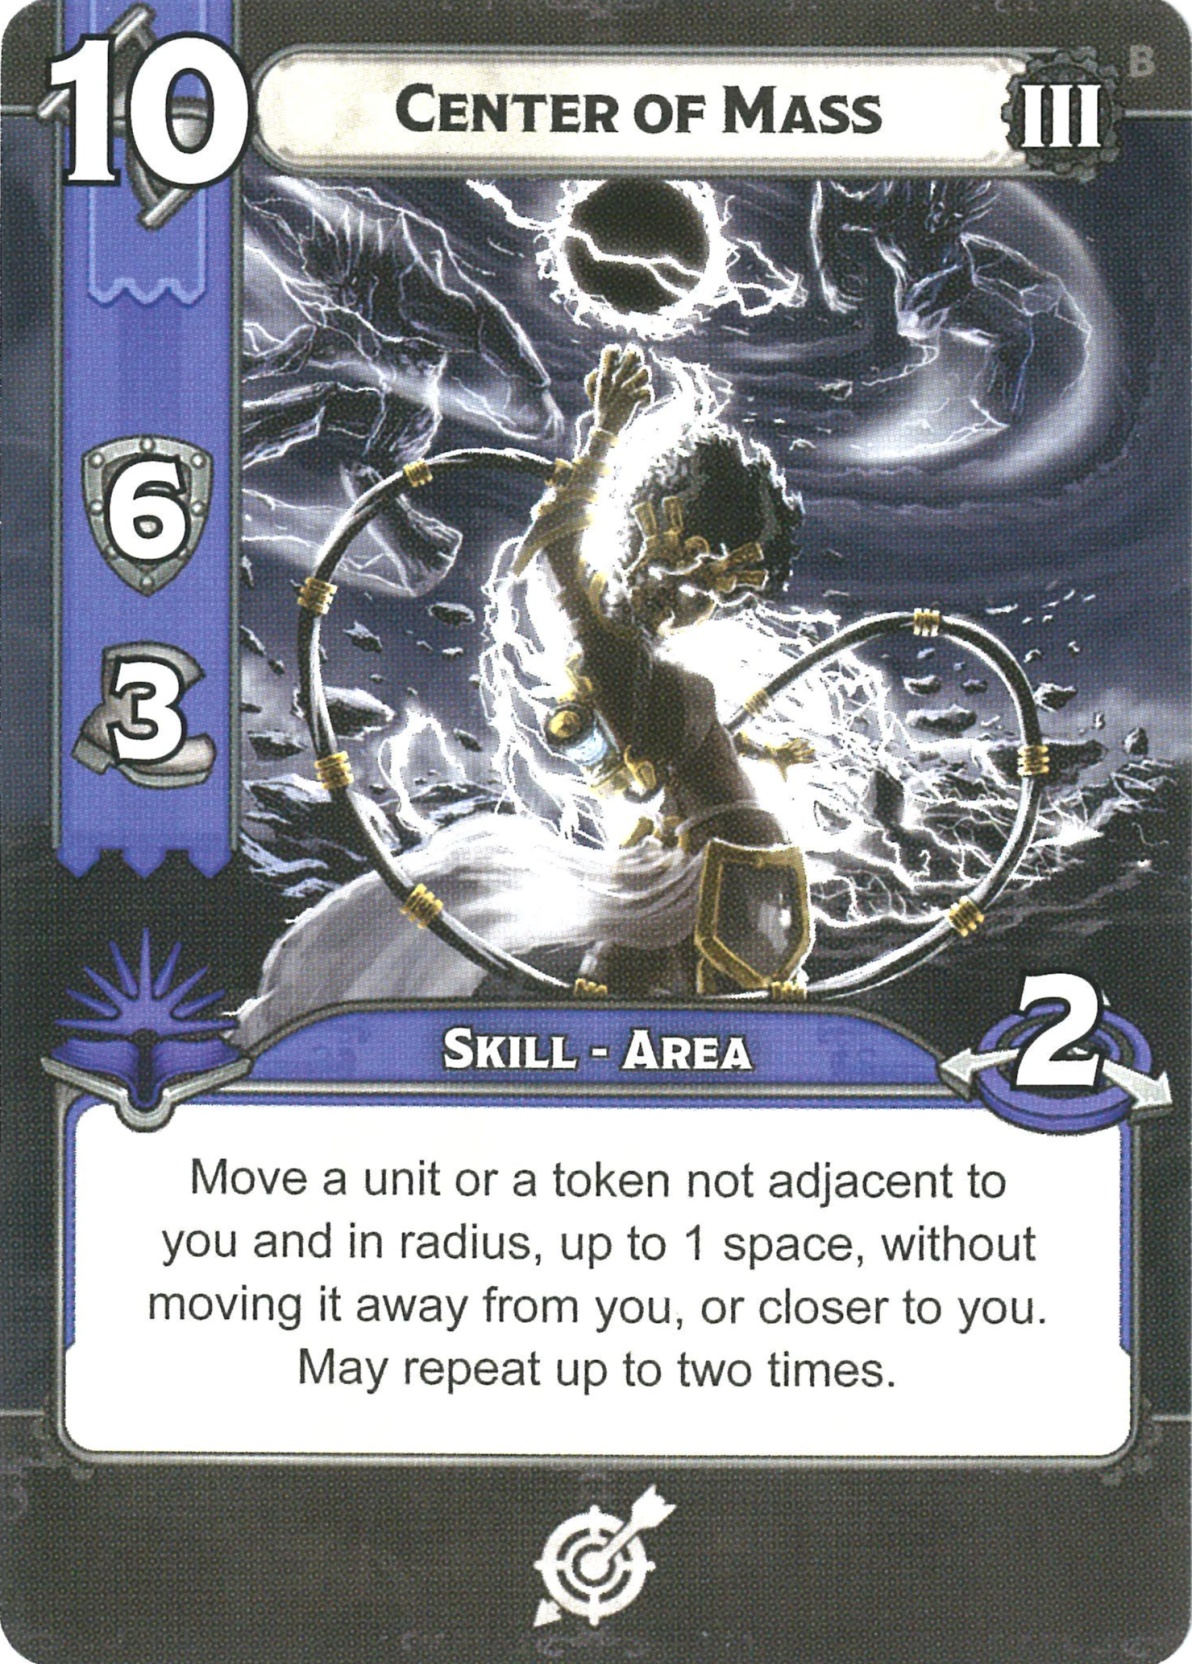 10
CENTER OF MASS
III
B
6
3
SKILL - AREA
2
Move a unit or a token not adjacent to
you and in radius, up to 1 space, without
moving it away from you, or closer to you.
May repeat up to two times.